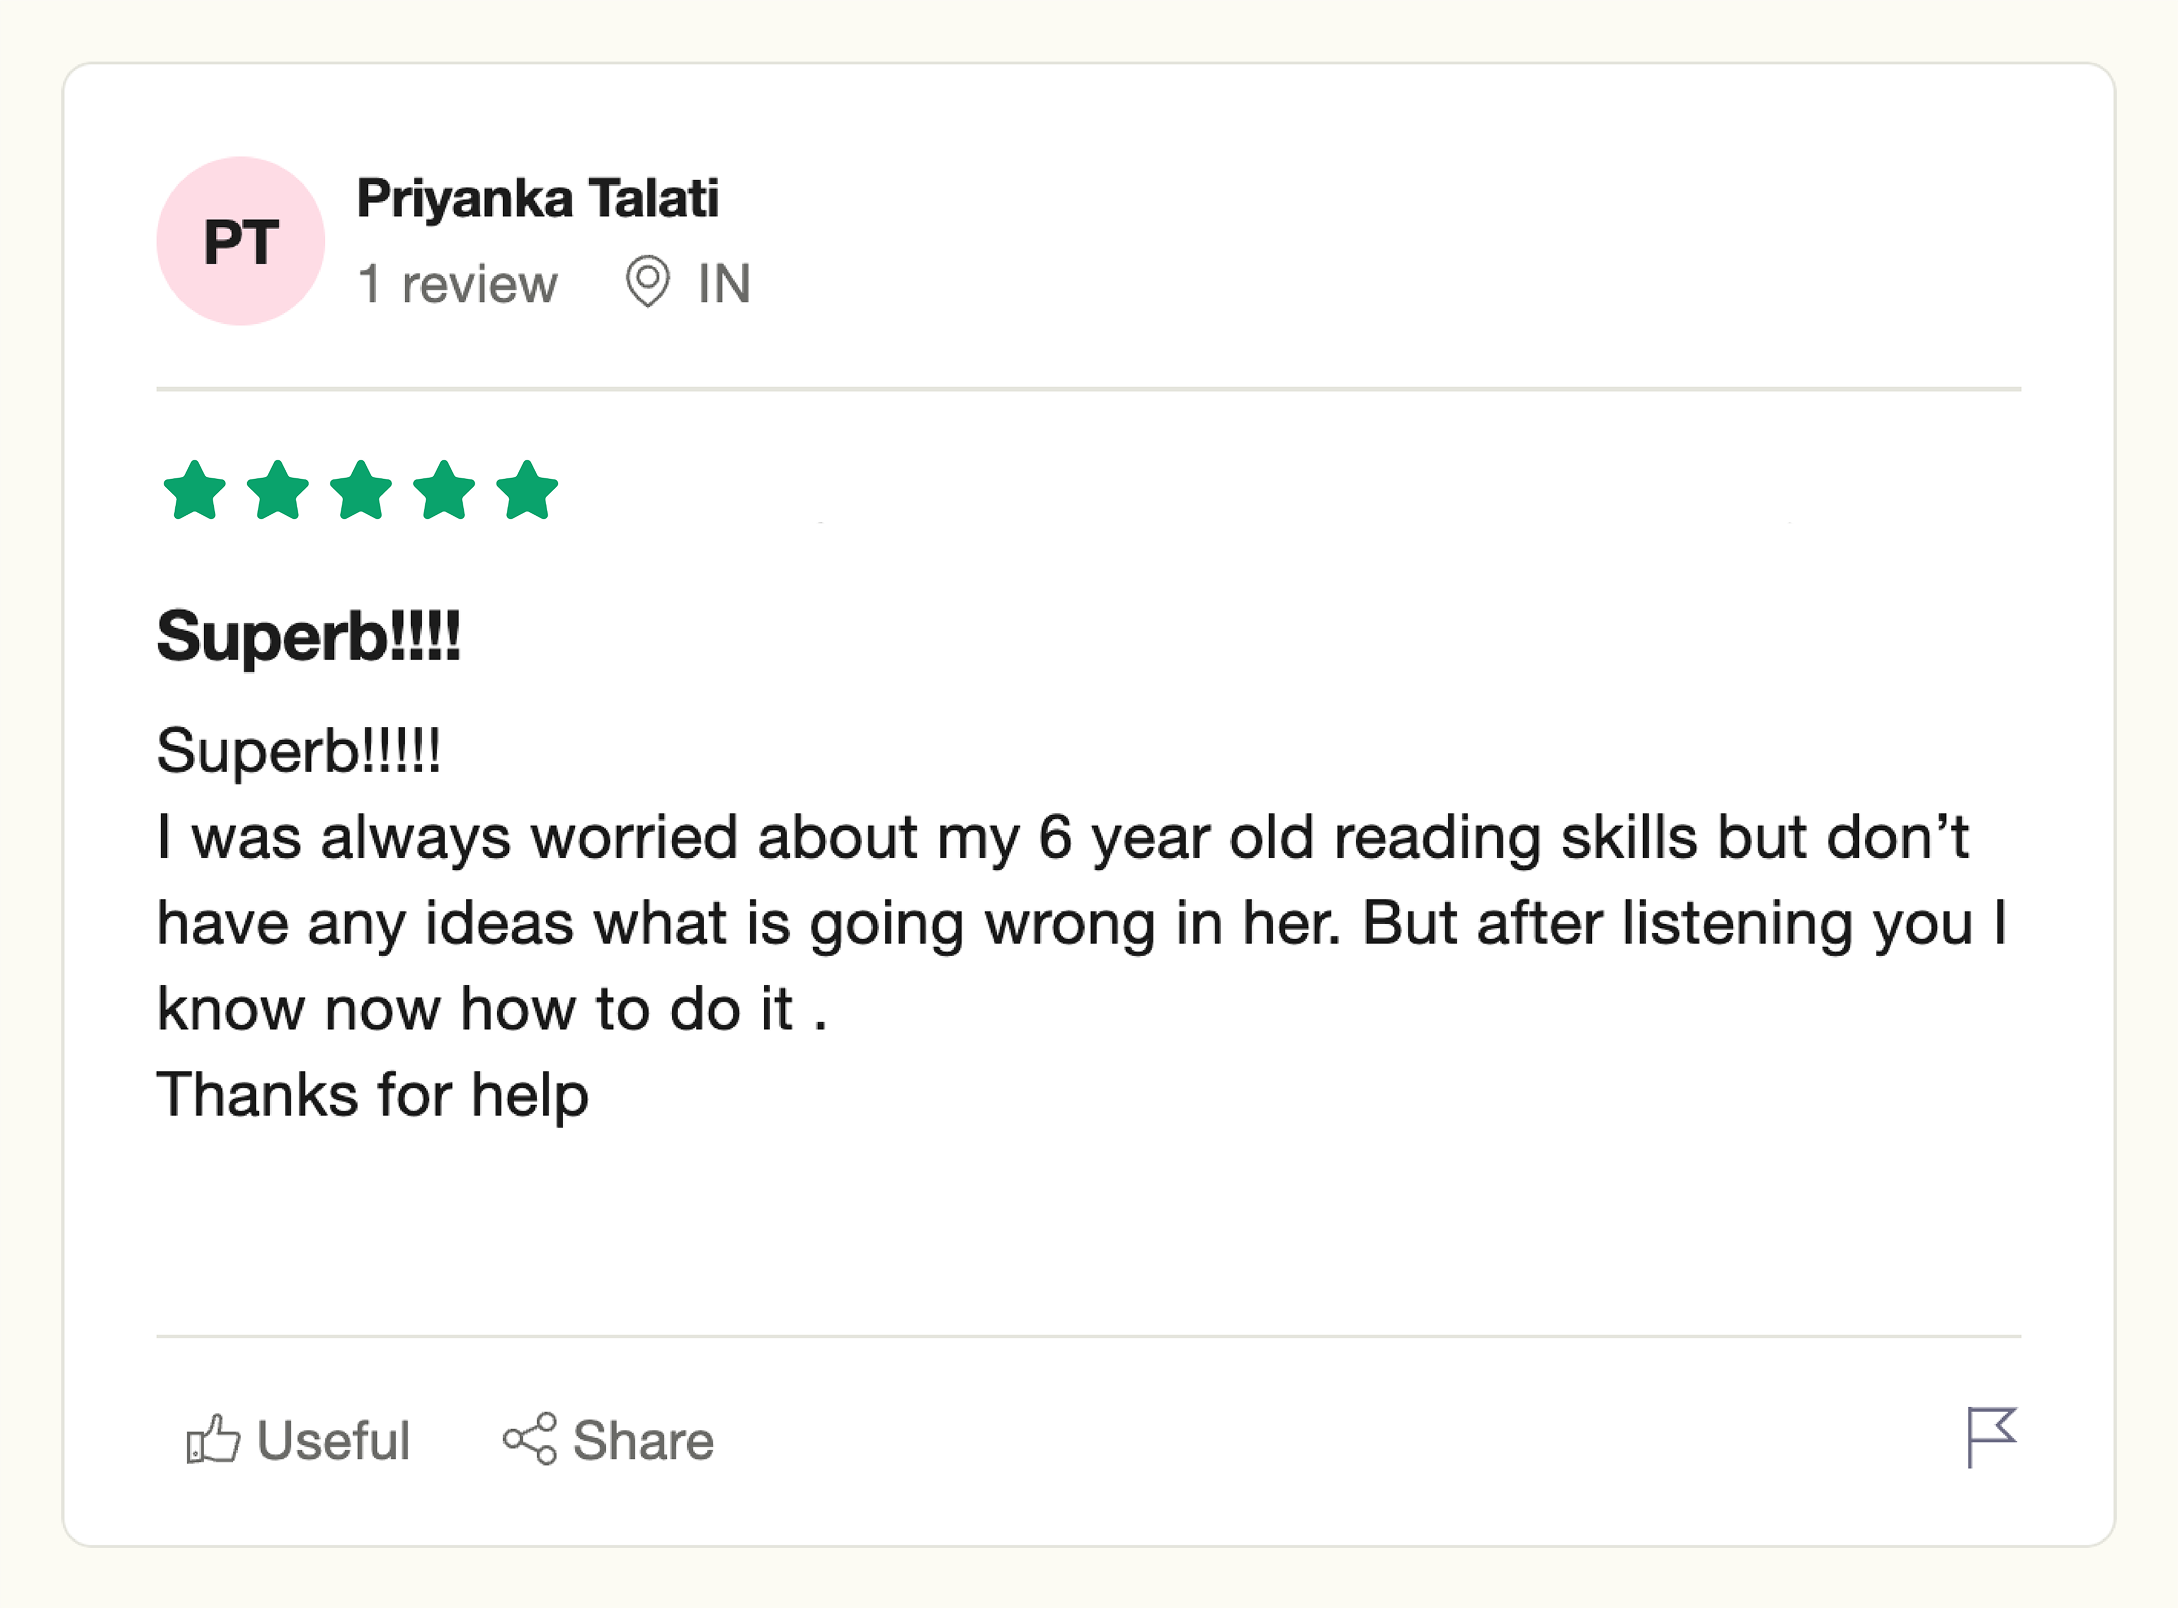 PT
Priyanka Talati
1 review IN
Superb!!!!
Superb!!!!!
I was always worried about my 6 year old reading skills but don’t
have any ideas what is going wrong in her. But after listening you I
know now how to do it .
Thanks for help
Useful Share